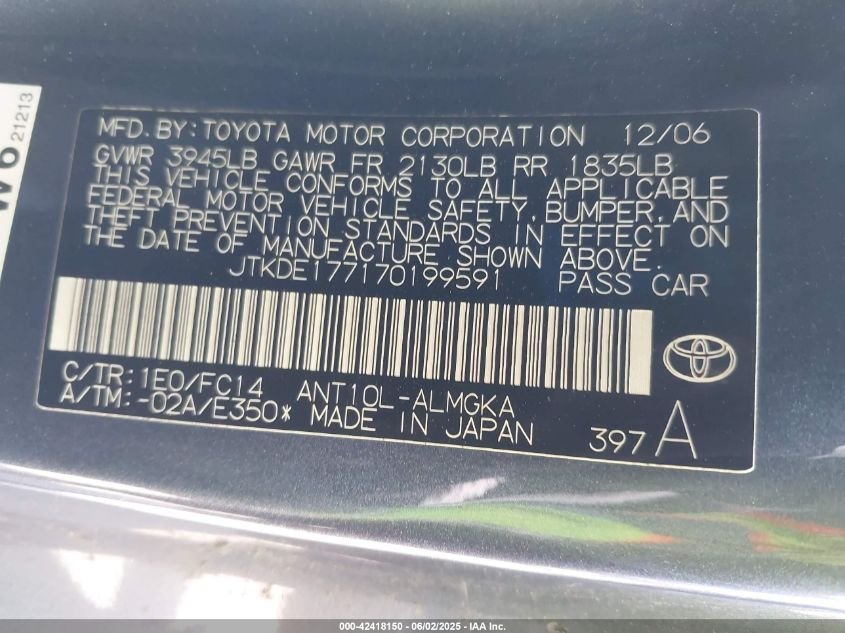 W6
21213
MFD. BY: TOYOTA MOTOR CORPORATION 12/06
GVWR 3945LB GAWR FR 2130LB RR 1835LB
THIS VEHICLE CONFORMS TO ALL APPLICABLE
FEDERAL MOTOR VEHICLE SAFETY, BUMPER, AND
THEFT PREVENTION STANDARDS IN EFFECT ON
THE DATE OF MANUFACTURE SHOWN ABOVE.
JTKDE177170199591 PASS CAR
C/TR: 1E0/FC14 ANT10L-ALMGKA
A/TM: -02A/E350* MADE IN JAPAN
397 A
000-42418150 - 06/02/2025 - IAA Inc.